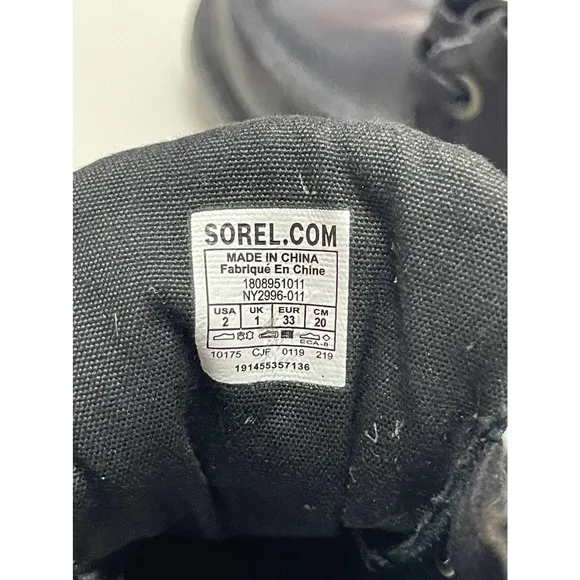 SOREL.COM
MADE IN CHINA
Fabriqué En Chine
1808951011
NY2996-011
USA UK EUR CM
2 1 33 20
ECA-8
10175 CJF 0119 219
191455357136